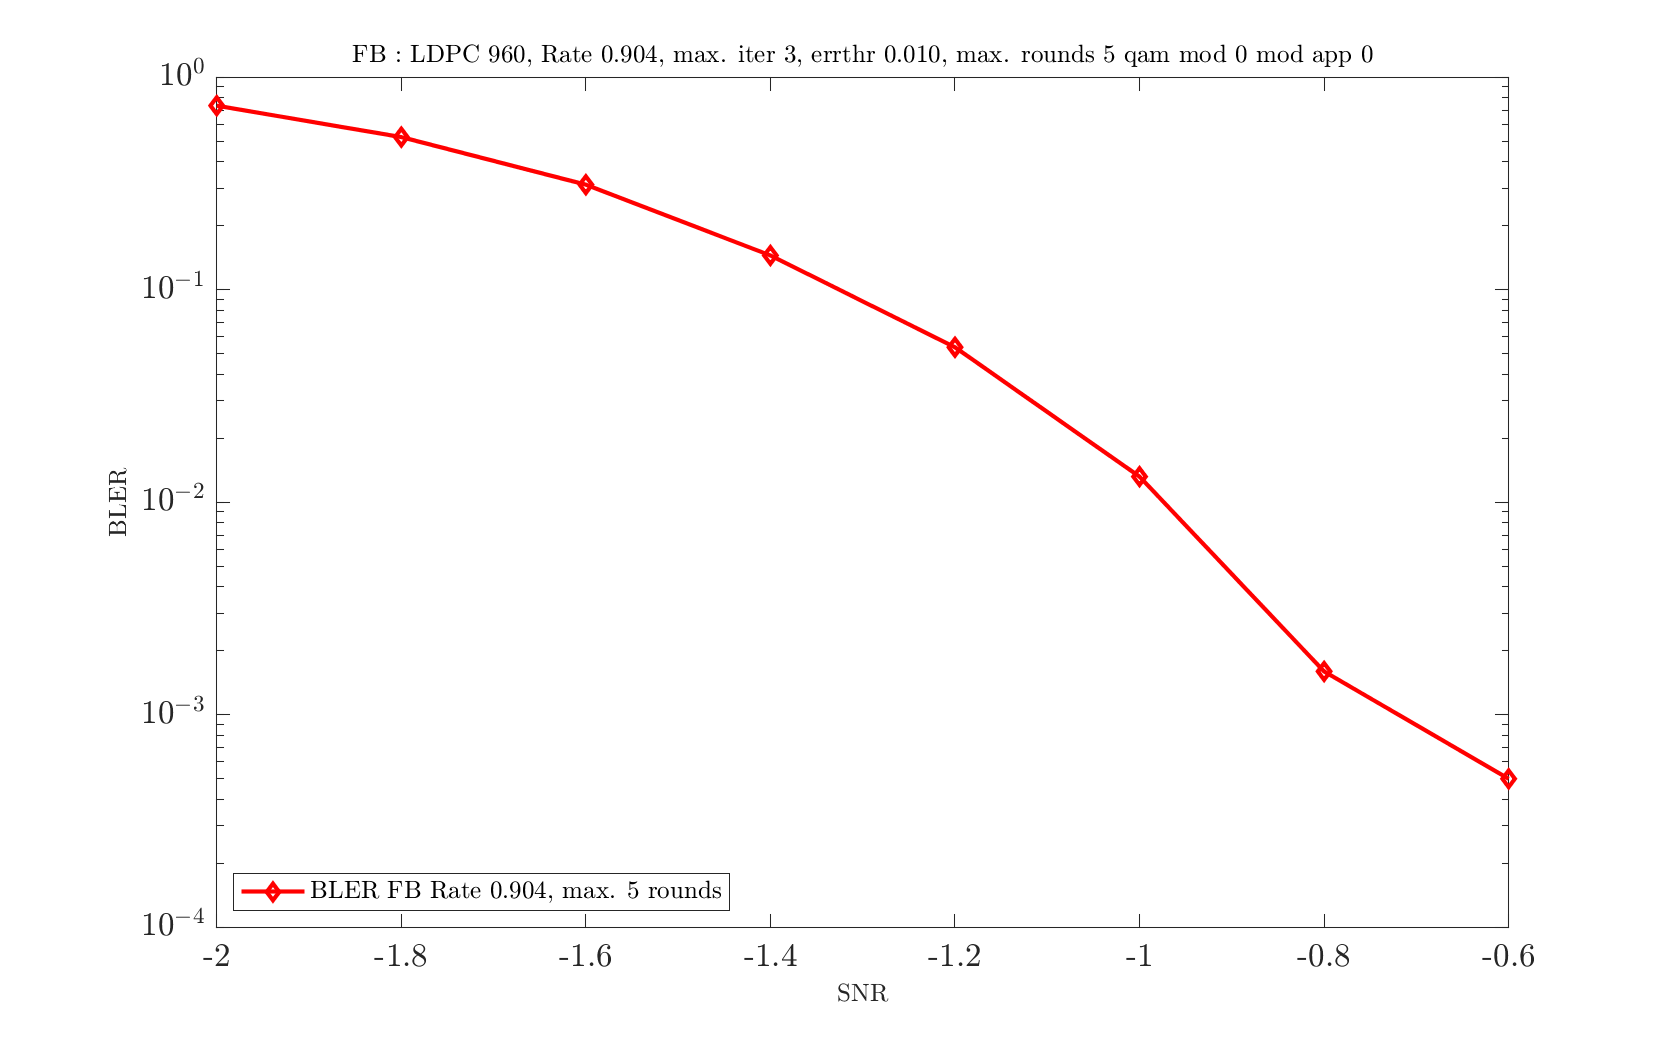 FB : LDPC 960, Rate 0.904, max. iter 3, errthr 0.010, max. rounds 5 qam mod 0 mod app 0
10^0
10^{-1}
10^{-2}
10^{-3}
10^{-4}
BLER
BLER FB Rate 0.904, max. 5 rounds
-2 -1.8 -1.6 -1.4 -1.2 -1 -0.8 -0.6
SNR